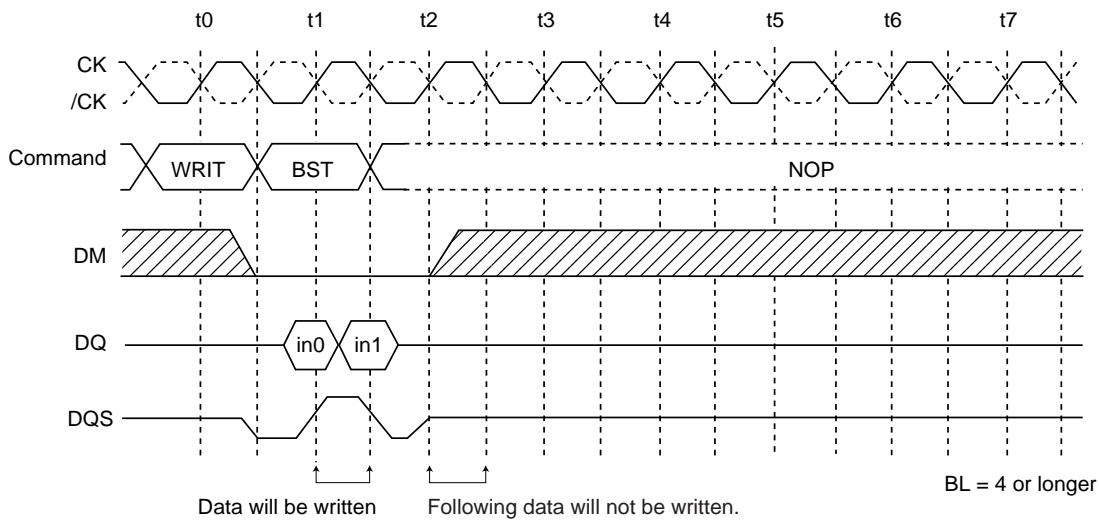 t0 t1 t2 t3 t4 t5 t6 t7
CK
/CK
Command WRIT BST NOP
DM
DQ in0 in1
DQS
BL = 4 or longer
Data will be written Following data will not be written.